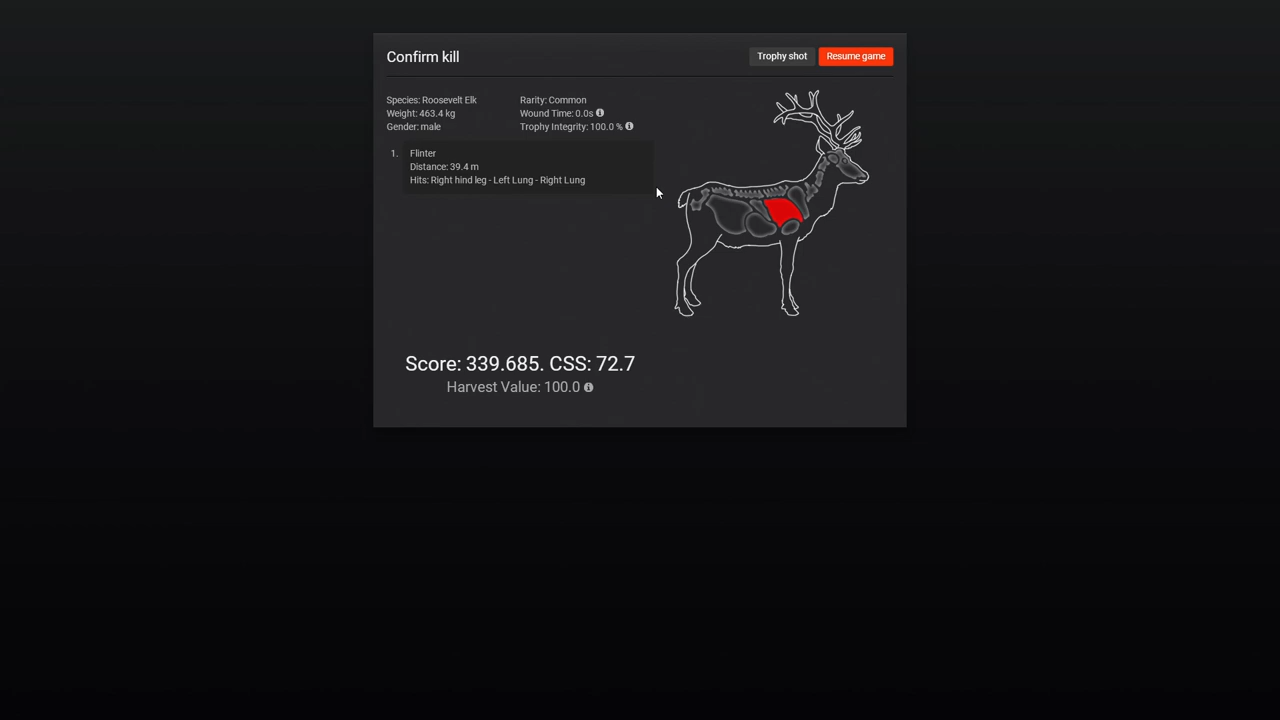 Confirm kill
Trophy shot
Resume game
Species: Roosevelt Elk
Weight: 463.4 kg
Gender: male
Rarity: Common
Wound Time: 0.0s
Trophy Integrity: 100.0 %
1. Flinter
Distance: 39.4 m
Hits: Right hind leg - Left Lung - Right Lung
Score: 339.685. CSS: 72.7
Harvest Value: 100.0